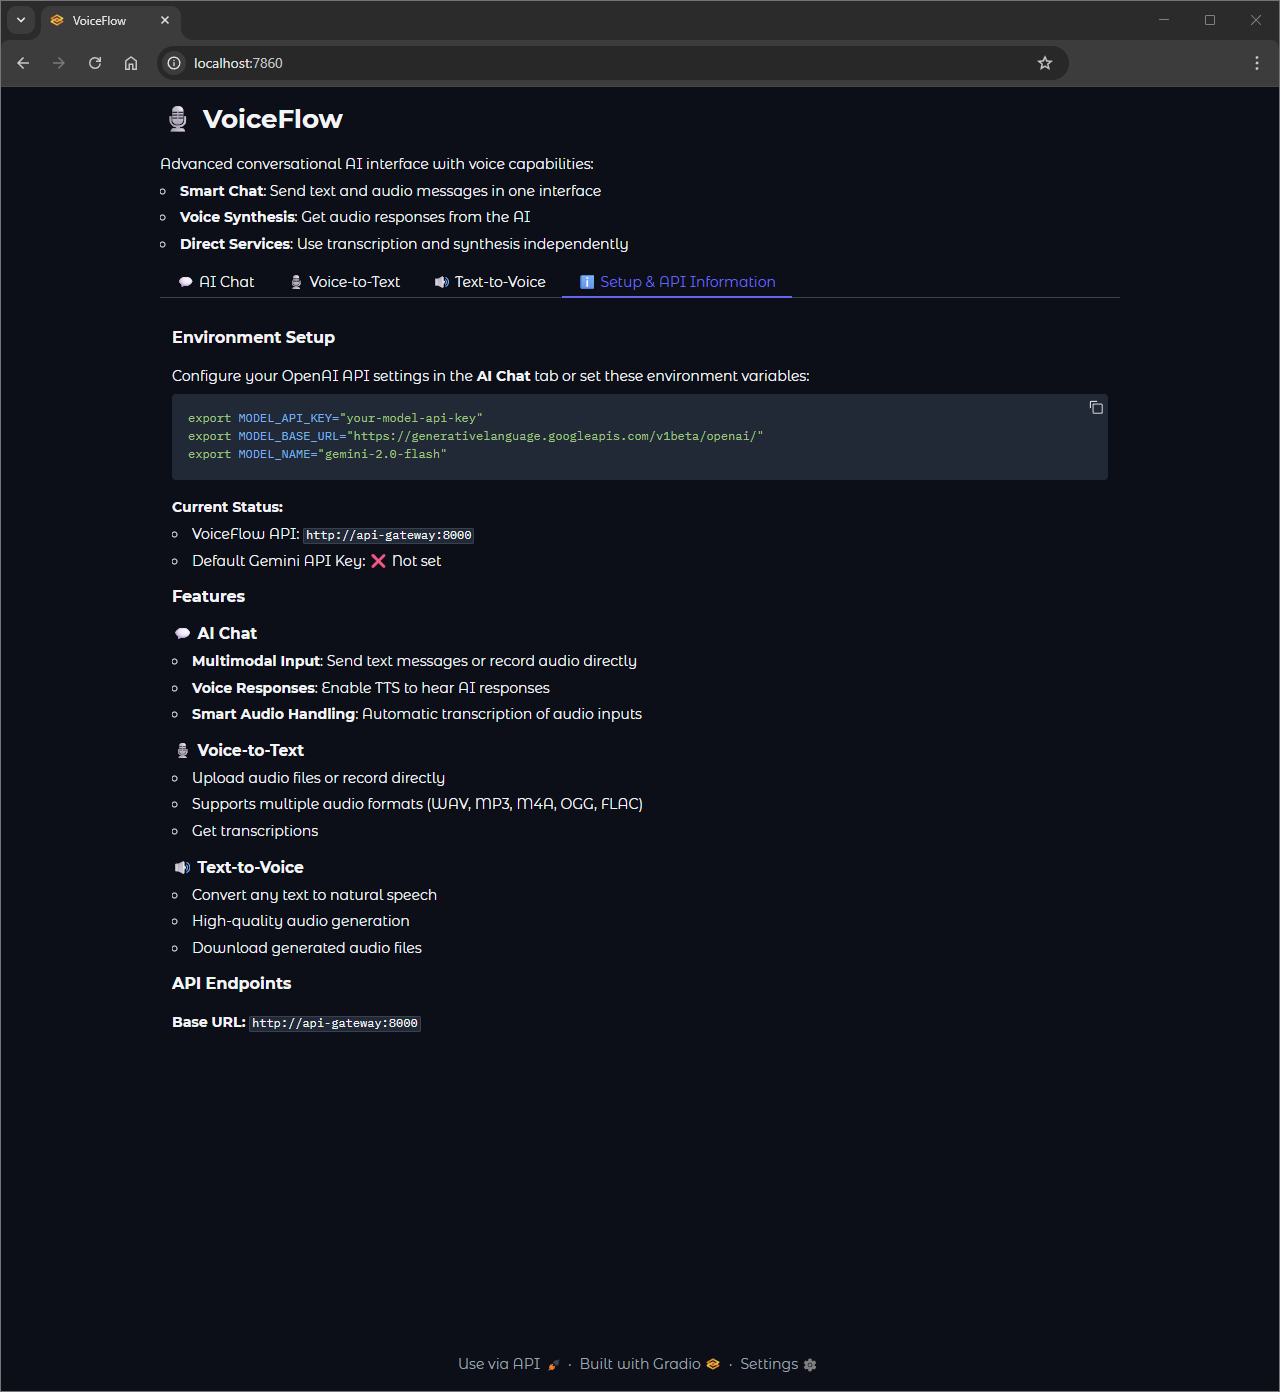 VoiceFlow
localhost:7860
VoiceFlow
Advanced conversational AI interface with voice capabilities:
Smart Chat: Send text and audio messages in one interface
Voice Synthesis: Get audio responses from the AI
Direct Services: Use transcription and synthesis independently
AI Chat Voice-to-Text Text-to-Voice Setup & API Information
Environment Setup
Configure your OpenAI API settings in the AI Chat tab or set these environment variables:
export MODEL_API_KEY="your-model-api-key"
export MODEL_BASE_URL="https://generativelanguage.googleapis.com/v1beta/openai/"
export MODEL_NAME="gemini-2.0-flash"
Current Status:
VoiceFlow API: http://api-gateway:8000
Default Gemini API Key: ❌ Not set
Features
AI Chat
Multimodal Input: Send text messages or record audio directly
Voice Responses: Enable TTS to hear AI responses
Smart Audio Handling: Automatic transcription of audio inputs
Voice-to-Text
Upload audio files or record directly
Supports multiple audio formats (WAV, MP3, M4A, OGG, FLAC)
Get transcriptions
Text-to-Voice
Convert any text to natural speech
High-quality audio generation
Download generated audio files
API Endpoints
Base URL: http://api-gateway:8000
Use via API · Built with Gradio · Settings